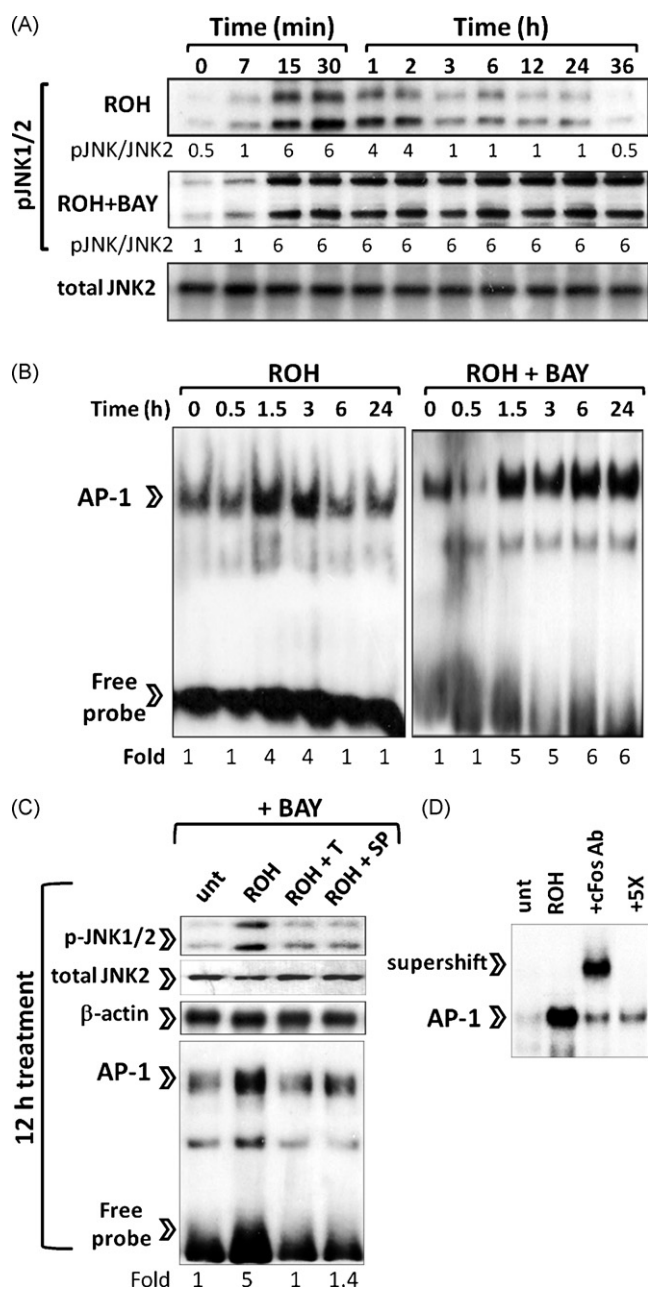 (A)
Time (min) Time (h)
0 7 15 30 1 2 3 6 12 24 36
pJNK1/2
ROH
pJNK/JNK2 0.5 1 6 6 4 4 1 1 1 1 0.5
ROH+BAY
pJNK/JNK2 1 1 6 6 6 6 6 6 6 6 6
total JNK2
(B)
ROH ROH + BAY
Time (h) 0 0.5 1.5 3 6 24 0 0.5 1.5 3 6 24
AP-1
Free
probe
Fold 1 1 4 4 1 1 1 1 5 5 6 6
(C)
+ BAY
unt ROH ROH + T ROH + SP
12 h treatment
p-JNK1/2
total JNK2
β-actin
AP-1
Free
probe
Fold 1 5 1 1.4
(D)
unt ROH +cFos Ab +5X
supershift
AP-1